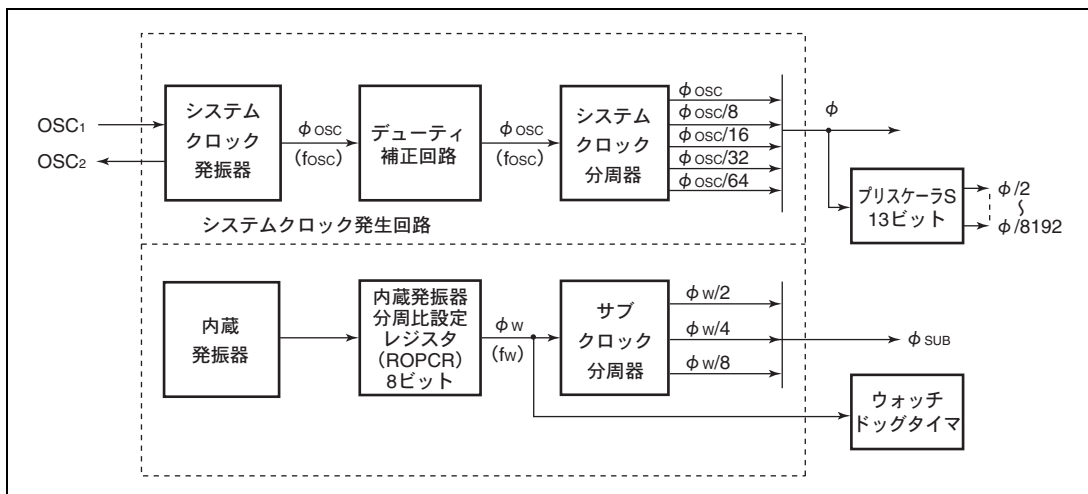 OSC1
OSC2
システム
クロック
発振器
φOSC
(fOSC)
デューティ
補正回路
φOSC
(fOSC)
システム
クロック
分周器
φOSC
φOSC/8
φOSC/16
φOSC/32
φOSC/64
φ
プリスケーラS
13ビット
φ/2
〜
φ/8192
システムクロック発生回路
内蔵
発振器
内蔵発振器
分周比設定
レジスタ
(ROPCR)
8ビット
φW
(fW)
サブ
クロック
分周器
φW/2
φW/4
φW/8
φSUB
ウォッチ
ドッグタイマ